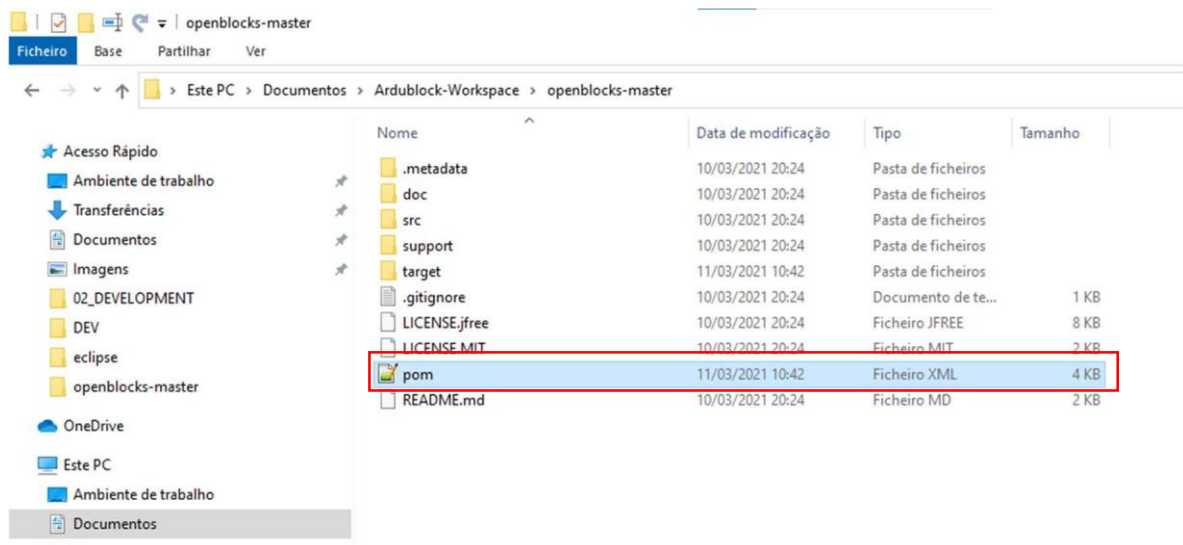 openblocks-master
Ficheiro Base Partilhar Ver
Este PC > Documentos > Ardublock-Workspace > openblocks-master
Nome Data de modificação Tipo Tamanho
Acesso Rápido
Ambiente de trabalho
Transferências
Documentos
Imagens
02_DEVELOPMENT
DEV
eclipse
openblocks-master
OneDrive
Este PC
Ambiente de trabalho
Documentos
.metadata 10/03/2021 20:24 Pasta de ficheiros
doc 10/03/2021 20:24 Pasta de ficheiros
src 10/03/2021 20:24 Pasta de ficheiros
support 10/03/2021 20:24 Pasta de ficheiros
target 11/03/2021 10:42 Pasta de ficheiros
.gitignore 10/03/2021 20:24 Documento de te... 1 KB
LICENSE.jfree 10/03/2021 20:24 Ficheiro JFREE 8 KB
LICENSE.MIT 10/03/2021 20:24 Ficheiro MIT 2 KB
pom 11/03/2021 10:42 Ficheiro XML 4 KB
README.md 10/03/2021 20:24 Ficheiro MD 2 KB